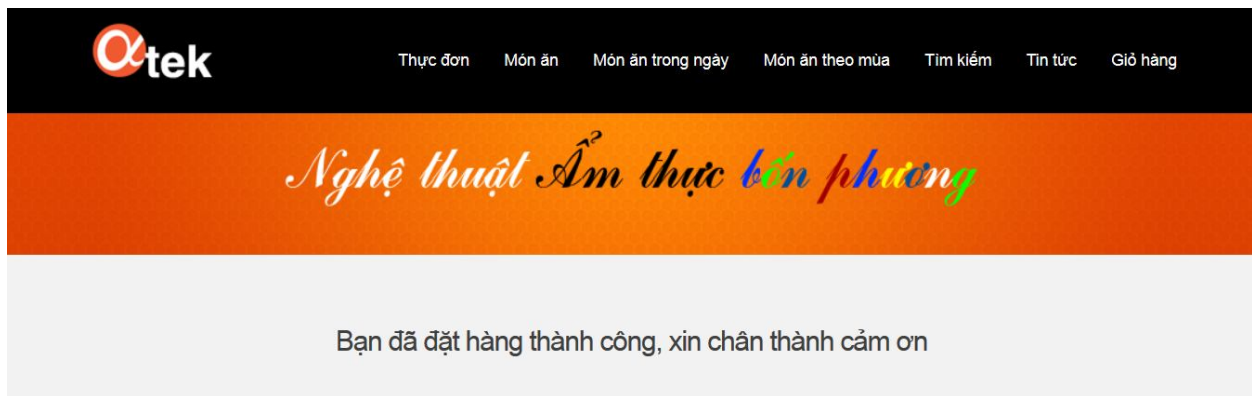 αtek
Thực đơn Món ăn Món ăn trong ngày Món ăn theo mùa Tìm kiếm Tin tức Giỏ hàng
Nghệ thuật Ẩm thực bốn phương
Bạn đã đặt hàng thành công, xin chân thành cảm ơn